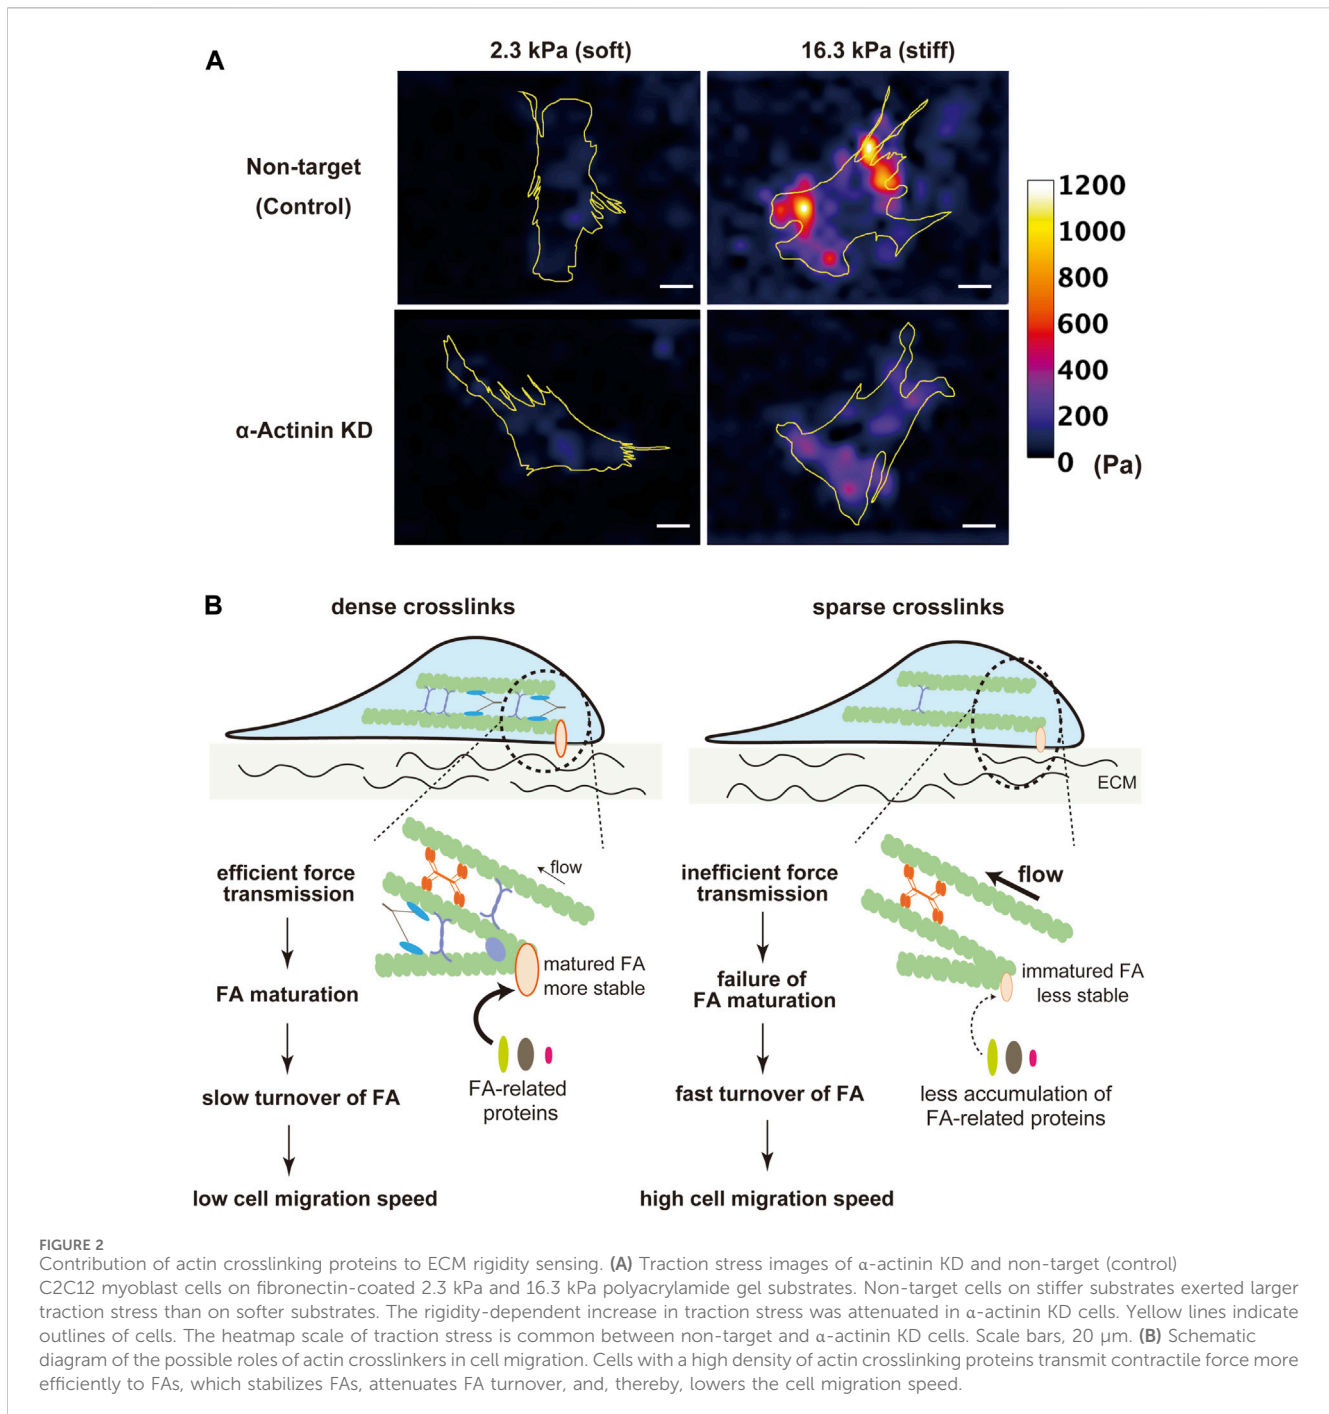 A
2.3 kPa (soft)
16.3 kPa (stiff)
Non-target
(Control)
α-Actinin KD
1200
1000
800
600
400
200
0 (Pa)
B
dense crosslinks
sparse crosslinks
ECM
efficient force
transmission
FA maturation
slow turnover of FA
low cell migration speed
flow
matured FA
more stable
FA-related
proteins
inefficient force
transmission
failure of
FA maturation
fast turnover of FA
high cell migration speed
flow
immatured FA
less stable
less accumulation of
FA-related proteins
FIGURE 2
Contribution of actin crosslinking proteins to ECM rigidity sensing. (A) Traction stress images of α-actinin KD and non-target (control)
C2C12 myoblast cells on fibronectin-coated 2.3 kPa and 16.3 kPa polyacrylamide gel substrates. Non-target cells on stiffer substrates exerted larger
traction stress than on softer substrates. The rigidity-dependent increase in traction stress was attenuated in α-actinin KD cells. Yellow lines indicate
outlines of cells. The heatmap scale of traction stress is common between non-target and α-actinin KD cells. Scale bars, 20 µm. (B) Schematic
diagram of the possible roles of actin crosslinkers in cell migration. Cells with a high density of actin crosslinking proteins transmit contractile force more
efficiently to FAs, which stabilizes FAs, attenuates FA turnover, and, thereby, lowers the cell migration speed.